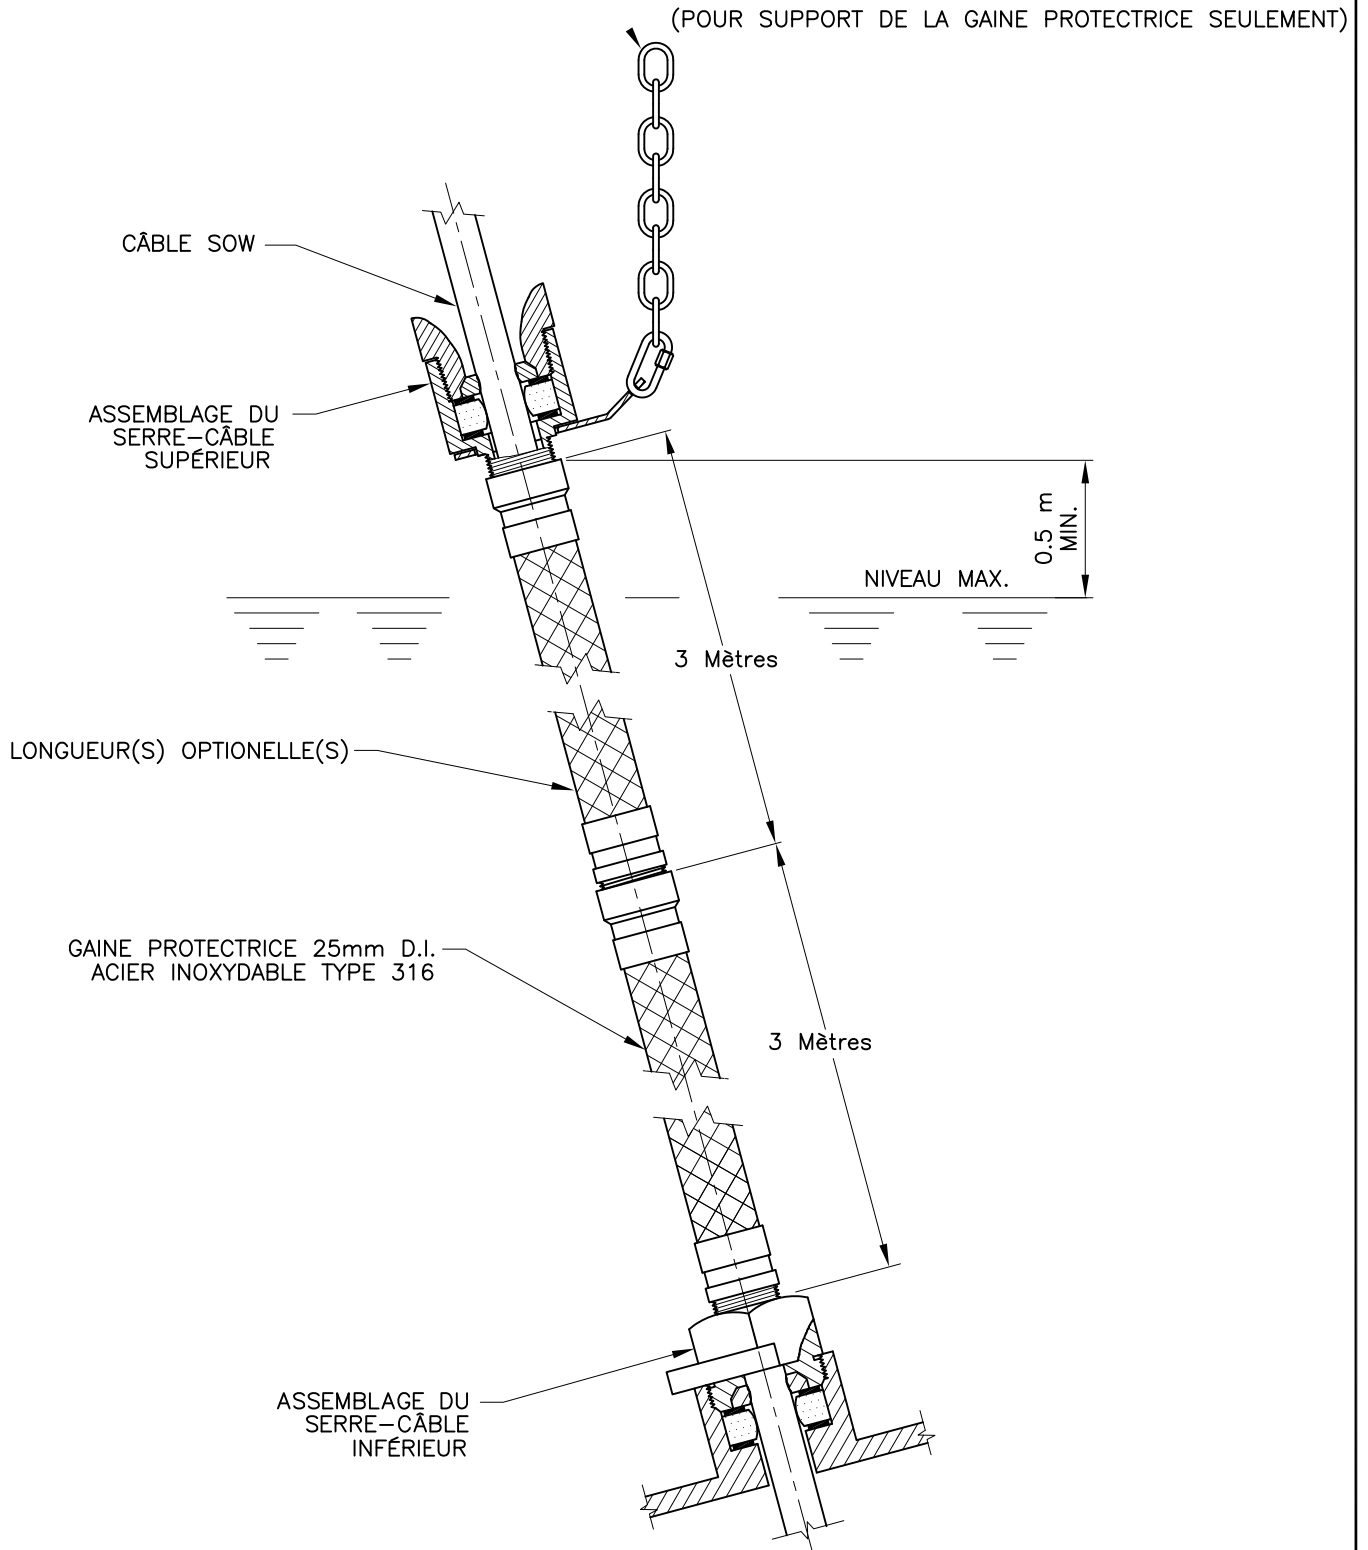 (POUR SUPPORT DE LA GAINE PROTECTRICE SEULEMENT)
CÂBLE SOW
ASSEMBLAGE DU
SERRE-CÂBLE
SUPÉRIEUR
0.5 m
MIN.
NIVEAU MAX.
3 Mètres
LONGUEUR(S) OPTIONELLE(S)
GAINE PROTECTRICE 25mm D.I.
ACIER INOXYDABLE TYPE 316
3 Mètres
ASSEMBLAGE DU
SERRE-CÂBLE
INFÉRIEUR